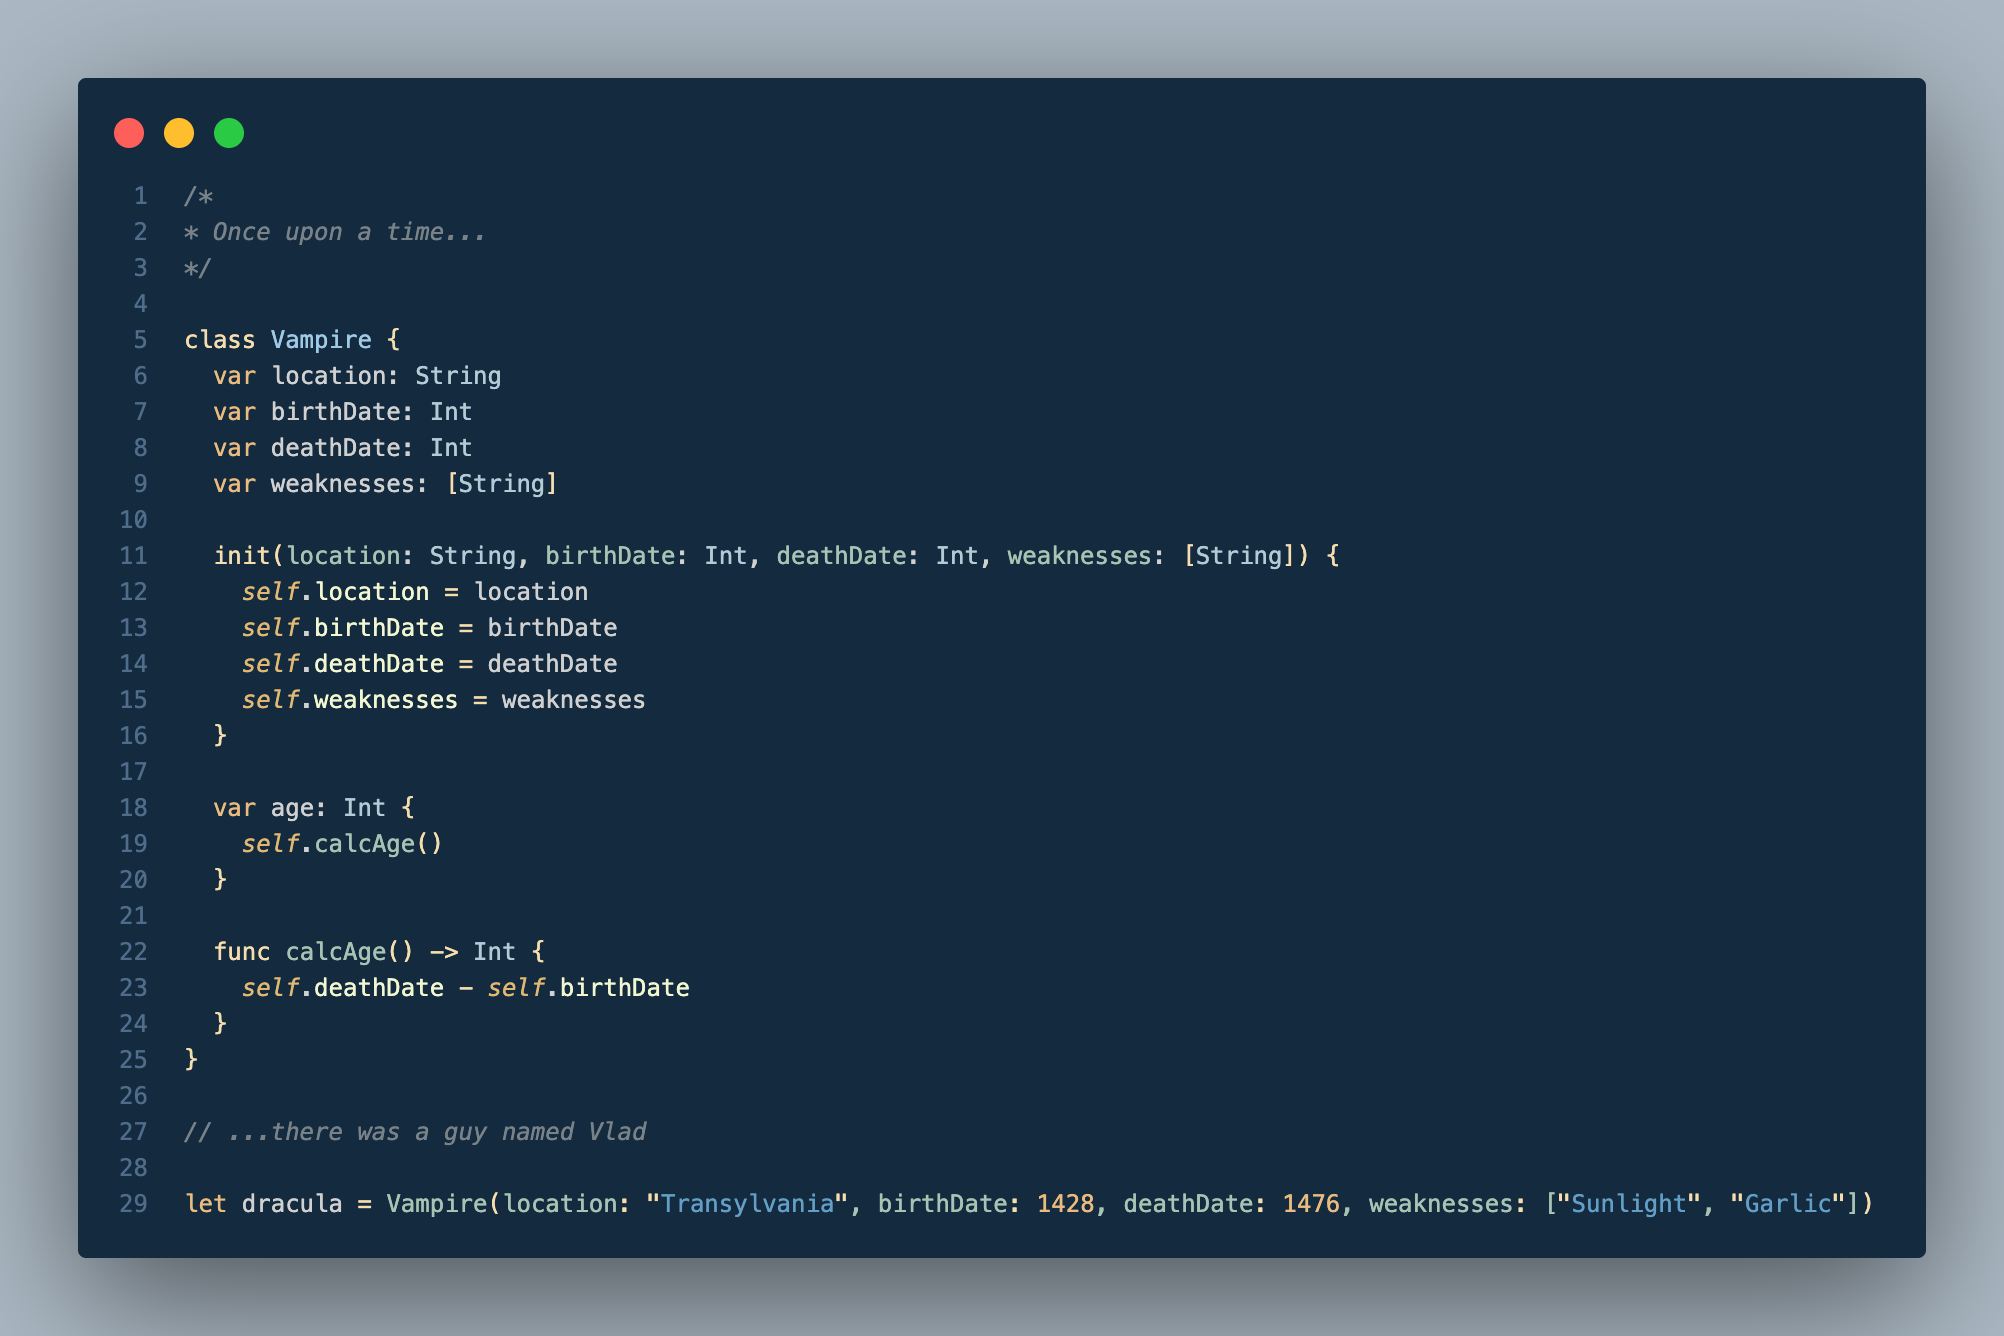 1 /*
2 * Once upon a time...
3 */
4
5 class Vampire {
6   var location: String
7   var birthDate: Int
8   var deathDate: Int
9   var weaknesses: [String]
10
11   init(location: String, birthDate: Int, deathDate: Int, weaknesses: [String]) {
12     self.location = location
13     self.birthDate = birthDate
14     self.deathDate = deathDate
15     self.weaknesses = weaknesses
16   }
17
18   var age: Int {
19     self.calcAge()
20   }
21
22   func calcAge() -> Int {
23     self.deathDate - self.birthDate
24   }
25 }
26
27 // ...there was a guy named Vlad
28
29 let dracula = Vampire(location: "Transylvania", birthDate: 1428, deathDate: 1476, weaknesses: ["Sunlight", "Garlic"])